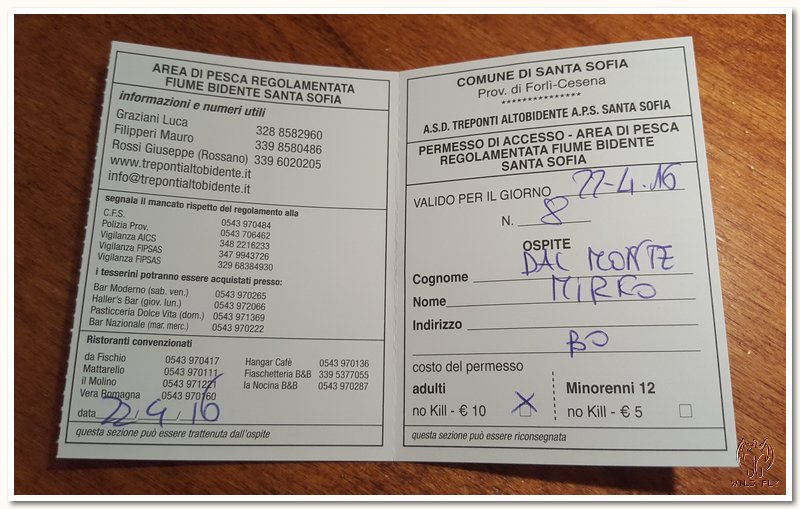 AREA DI PESCA REGOLAMENTATA
FIUME BIDENTE SANTA SOFIA
informazioni e numeri utili
Graziani Luca 328 8582960
Filipperi Mauro 339 8580486
Rossi Giuseppe (Rossano) 339 6020205
www.trepontialtobidente.it
info@trepontialtobidente.it
segnala il mancato rispetto del regolamento alla
C.F.S. 0543 970484
Polizia Prov. 0543 706462
Vigilanza AICS 348 2216233
Vigilanza FIPSAS 347 9943726
Vigilanza FIPSAS 329 68384930
i tesserini potranno essere acquistati presso:
Bar Moderno (sab. ven.) 0543 970265
Haller's Bar (giov. lun.) 0543 972066
Pasticceria Dolce Vita (dom.) 0543 971369
Bar Nazionale (mar. merc.) 0543 970222
Ristoranti convenzionati
da Fischio 0543 970417
Mattarello 0543 970111
il Molino 0543 971221
Vera Romagna 0543 970160
Hangar Cafè 0543 970136
Fiaschetteria B&B 339 5377055
la Nocina B&B 0543 970287
data 22/4/16
questa sezione può essere trattenuta dall'ospite
COMUNE DI SANTA SOFIA
Prov. di Forlì-Cesena
***************
A.S.D. TREPONTI ALTOBIDENTE A.P.S. SANTA SOFIA
PERMESSO DI ACCESSO - AREA DI PESCA
REGOLAMENTATA FIUME BIDENTE
SANTA SOFIA
VALIDO PER IL GIORNO 22-4-16
N. 8
OSPITE
Cognome DAL MONTE
Nome MIRKO
Indirizzo
BO
costo del permesso
adulti
no Kill - € 10 X
Minorenni 12
no Kill - € 5
questa sezione può essere riconsegnata
WILD FLY